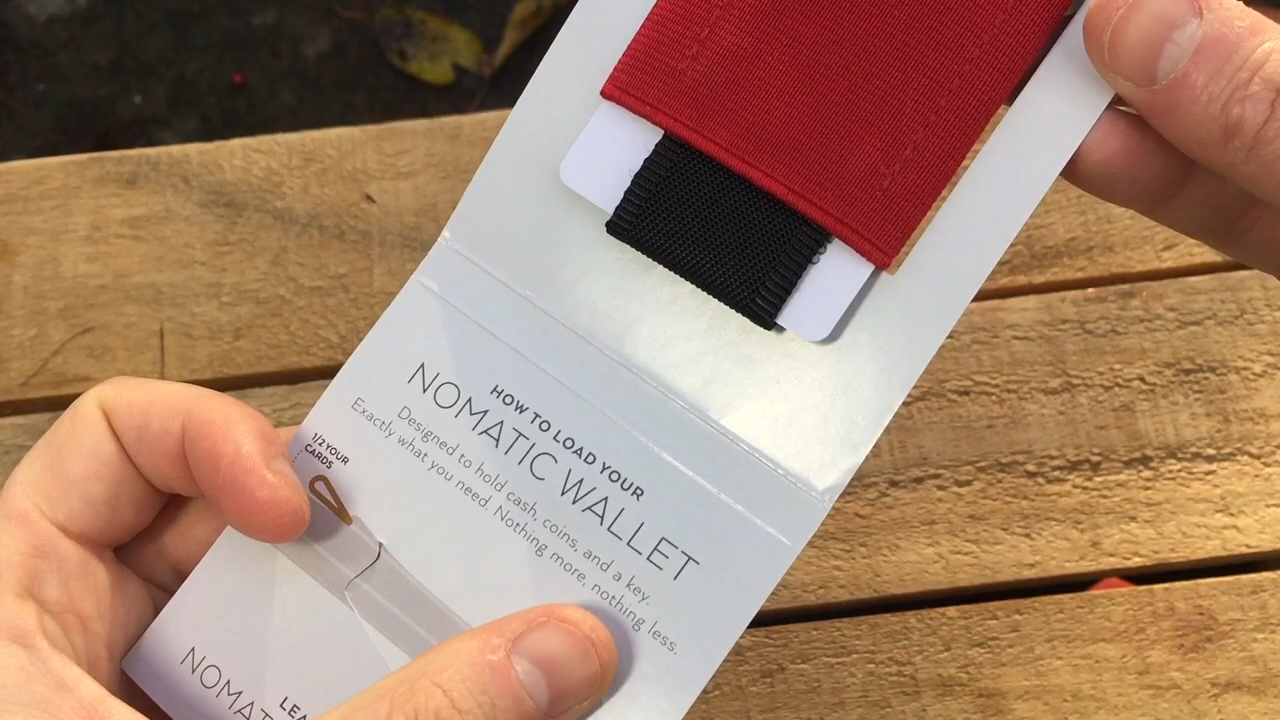 HOW TO LOAD YOUR
NOMATIC WALLET
Designed to hold cash, coins, and a key.
Exactly what you need. Nothing more, nothing less.
1/2 YOUR
CARDS